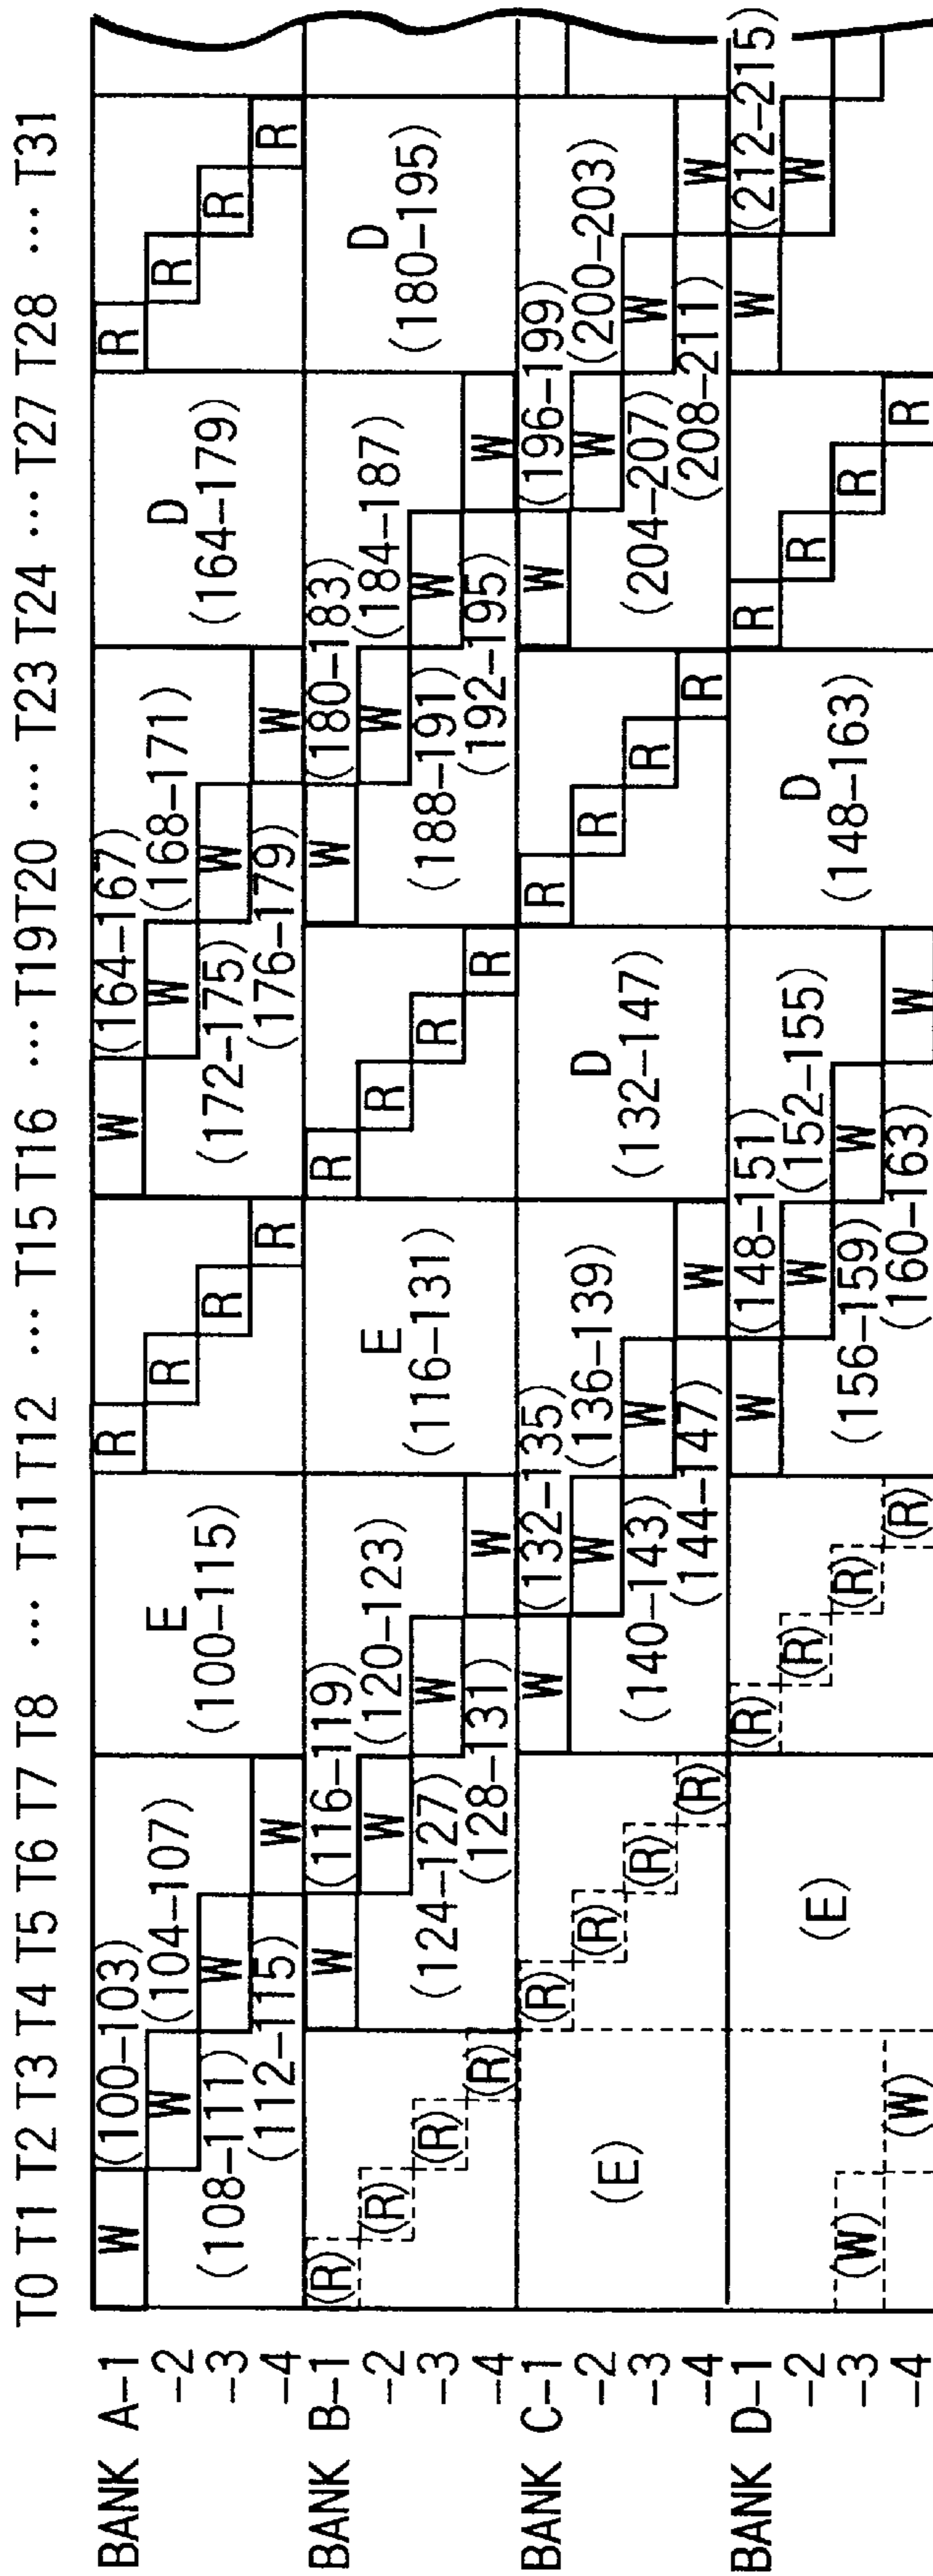 T0 T1 T2 T3 T4 T5 T6 T7 T8 ... T11 T12 ... T15 T16 ... T19 T20 ... T23 T24 ... T27 T28 ... T31
BANK A-1 W (100-103) R W (164-167) R
-2 W (104-107) E R W (168-171) D R
-3 (108-111) W (100-115) R (172-175) W (164-179) R
-4 (112-115) W R (176-179) W R
BANK B-1 (R) W (116-119) R W (180-183)
-2 (R) W (120-123) E R W (184-187) D
-3 (R) (124-127) W (116-131) R (188-191) W (180-195)
-4 (R) (128-131) W R (192-195) W
BANK C-1 (R) W (132-135) R W (196-199)
-2 (E) (R) W (136-139) D R W (200-203)
-3 (R) (140-143) W (132-147) R (204-207) W
-4 (R) (144-147) W R (208-211) W
BANK D-1 (R) W (148-151) R W (212-215)
-2 (E) (R) W (152-155) D R W
-3 (W) (R) (156-159) W (148-163) R
-4 (W) (R) (160-163) W R